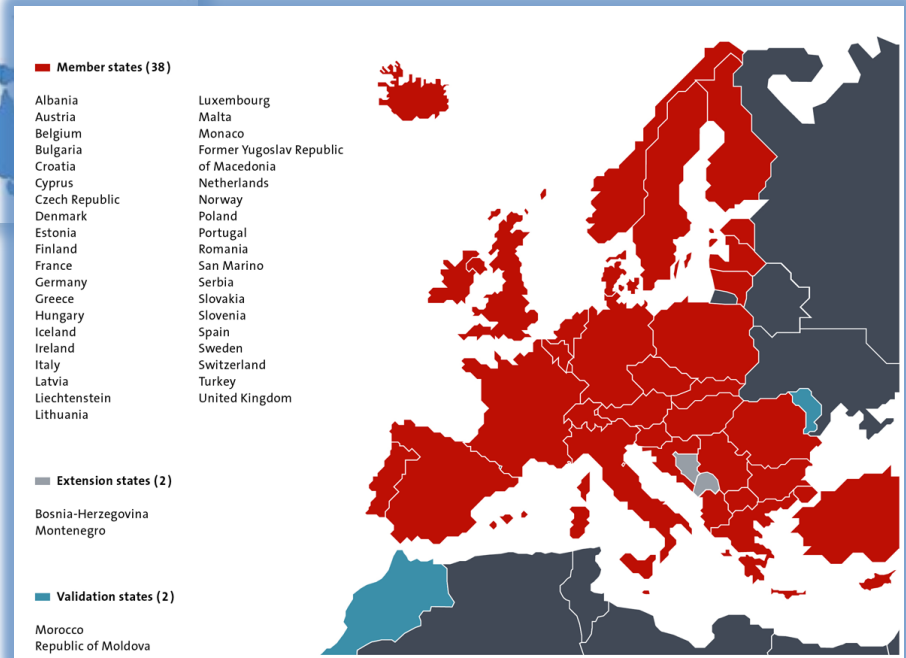 Member states (38)
Albania
Austria
Belgium
Bulgaria
Croatia
Cyprus
Czech Republic
Denmark
Estonia
Finland
France
Germany
Greece
Hungary
Iceland
Ireland
Italy
Latvia
Liechtenstein
Lithuania
Luxembourg
Malta
Monaco
Former Yugoslav Republic
of Macedonia
Netherlands
Norway
Poland
Portugal
Romania
San Marino
Serbia
Slovakia
Slovenia
Spain
Sweden
Switzerland
Turkey
United Kingdom
Extension states (2)
Bosnia-Herzegovina
Montenegro
Validation states (2)
Morocco
Republic of Moldova